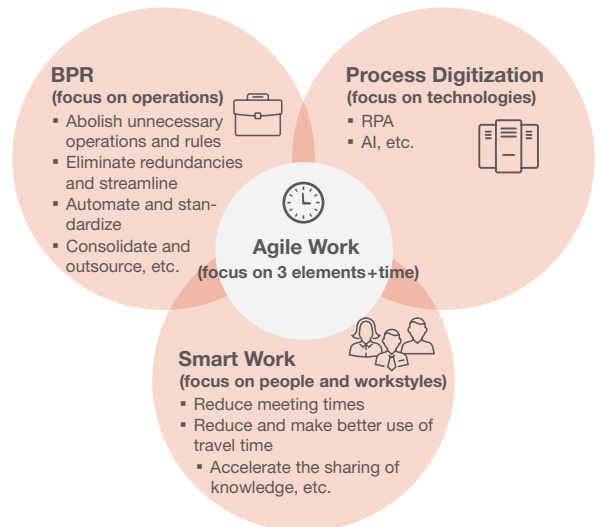 BPR
(focus on operations)
▪ Abolish unnecessary
operations and rules
▪ Eliminate redundancies
and streamline
▪ Automate and stan-
dardize
▪ Consolidate and
outsource, etc.
Process Digitization
(focus on technologies)
▪ RPA
▪ AI, etc.
Agile Work
(focus on 3 elements+time)
Smart Work
(focus on people and workstyles)
▪ Reduce meeting times
▪ Reduce and make better use of
travel time
▪ Accelerate the sharing of
knowledge, etc.